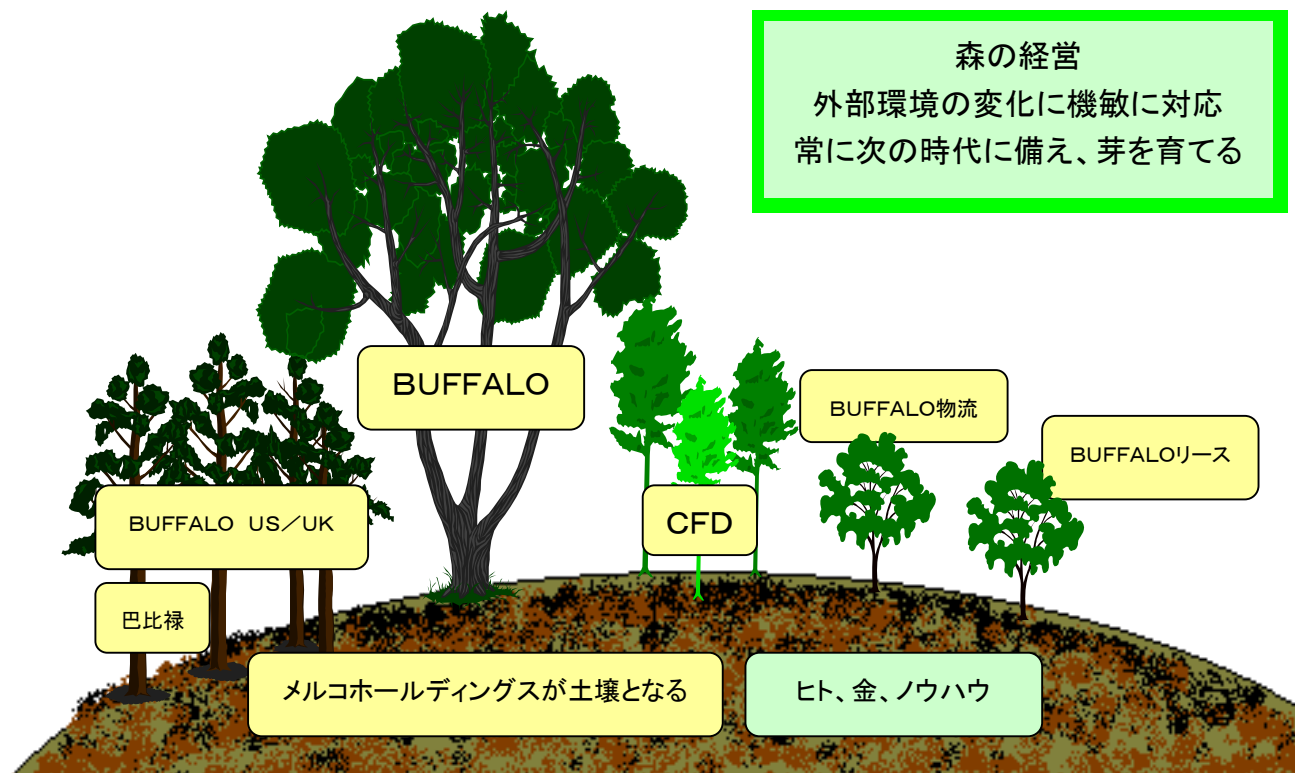 森の経営
外部環境の変化に機敏に対応
常に次の時代に備え、芽を育てる
BUFFALO
BUFFALO物流
BUFFALOリース
BUFFALO US/UK
CFD
巴比禄
メルコホールディングスが土壌となる
ヒト、金、ノウハウ